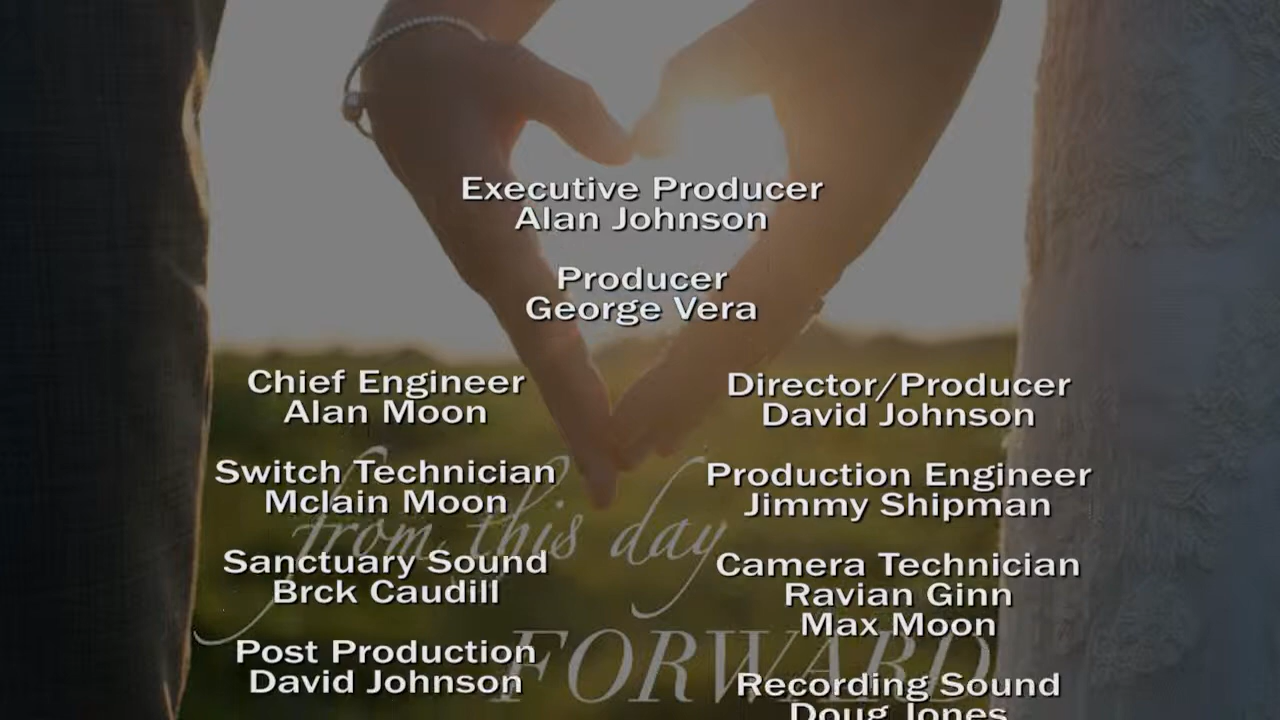 Executive Producer
Alan Johnson
Producer
George Vera
Chief Engineer
Alan Moon
Switch Technician
Mclain Moon
Sanctuary Sound
Brck Caudill
Post Production
David Johnson
Director/Producer
David Johnson
Production Engineer
Jimmy Shipman
Camera Technician
Ravian Ginn
Max Moon
Recording Sound
Doug Jones
from this day
FORWARD